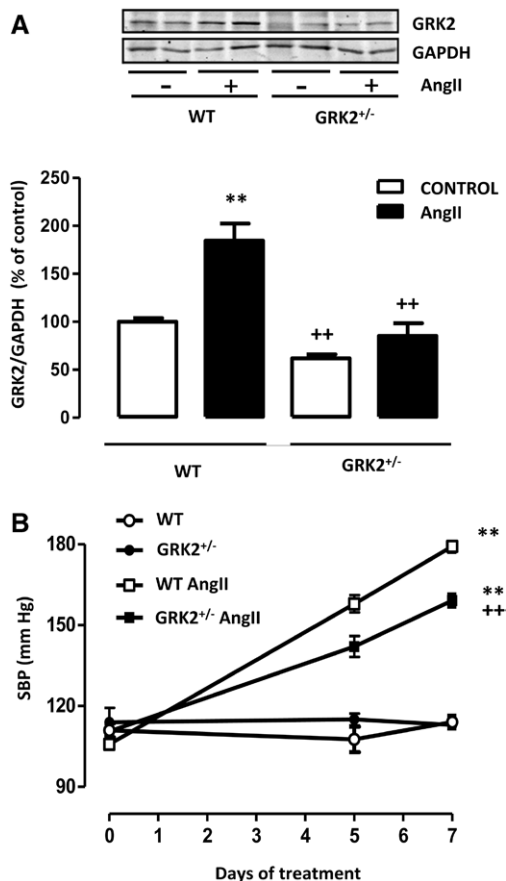 A
GRK2
GAPDH
- + - + AngII
WT GRK2+/-
GRK2/GAPDH (% of control)
250
200
150
100
50
0
CONTROL
AngII
**
++
++
WT GRK2+/-
B
WT
GRK2+/-
WT AngII
GRK2+/- AngII
SBP (mm Hg)
180
150
120
90
**
**
++
0 1 2 3 4 5 6 7
Days of treatment